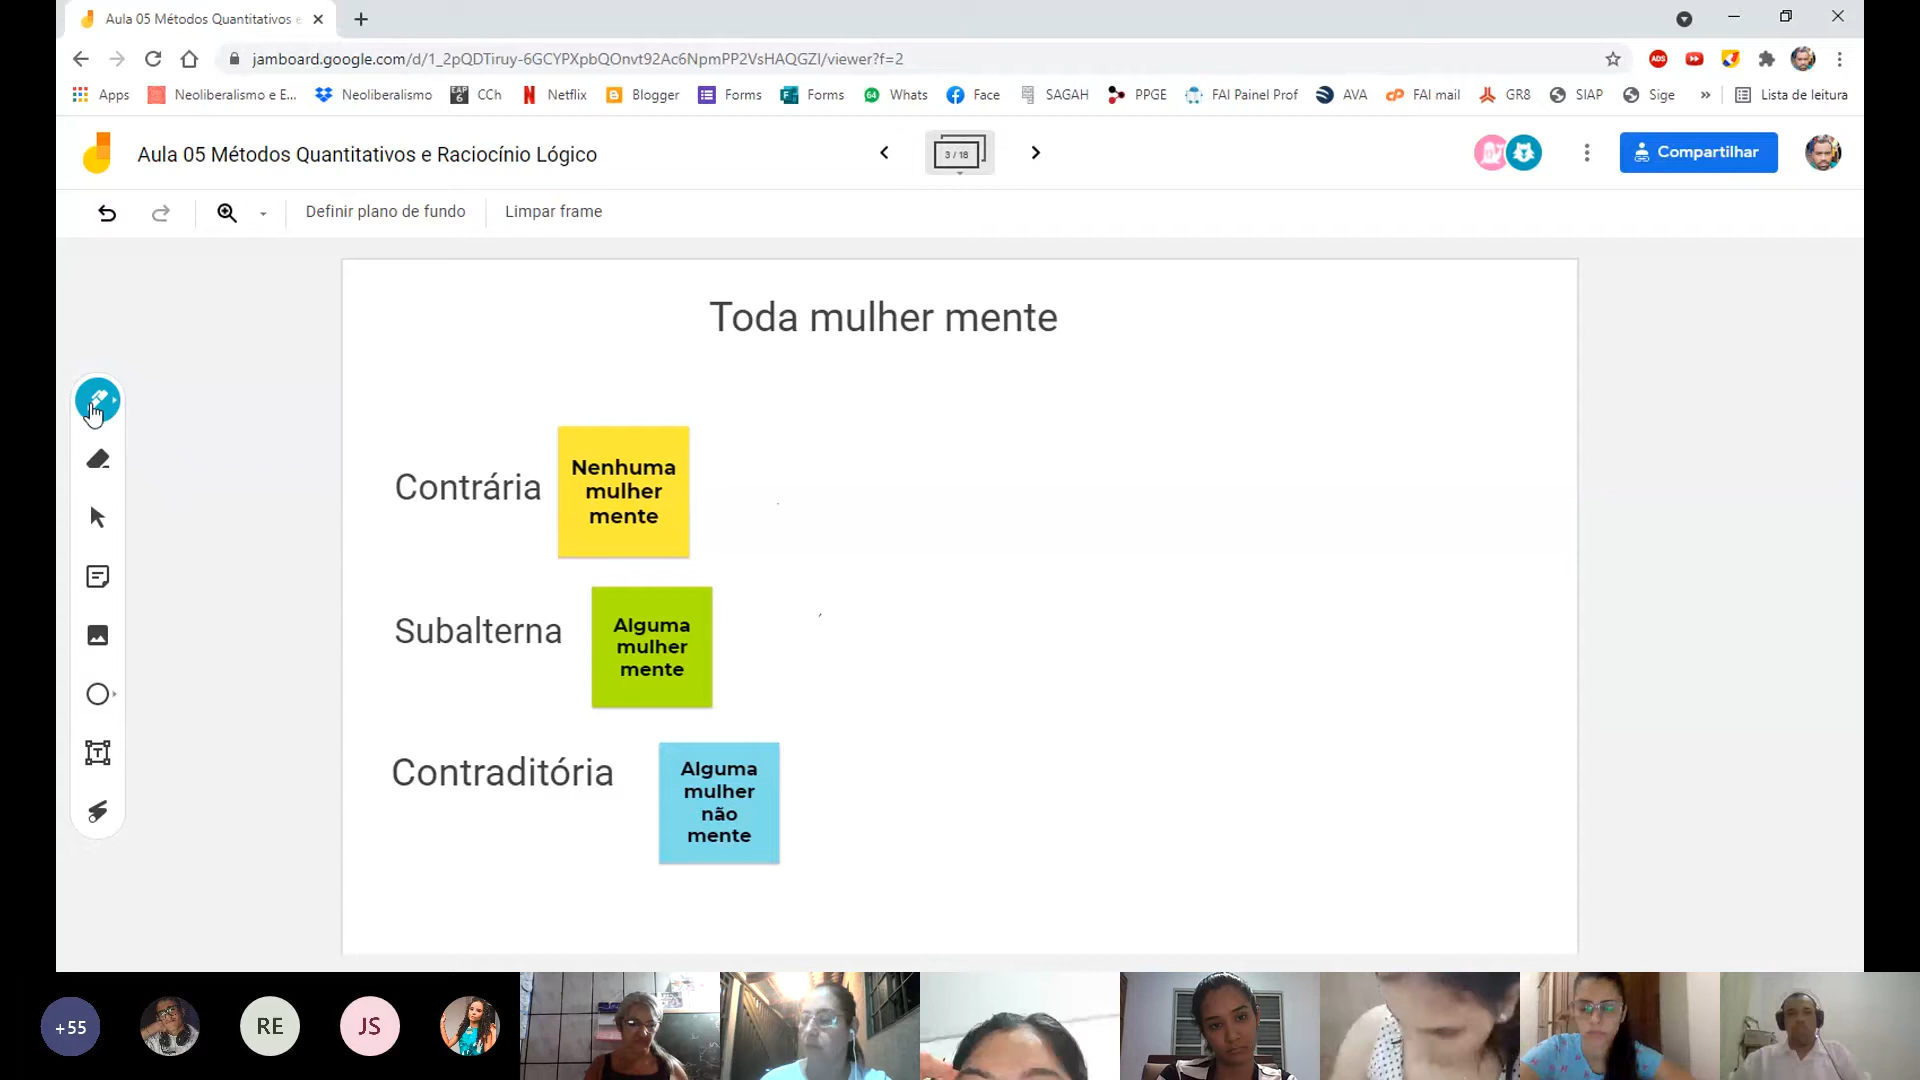 Aula 05 Métodos Quantitativos e
jamboard.google.com/d/1_2pQDTiruy-6GCYPXpbQOnvt92Ac6NpmPP2VsHAQGZI/viewer?f=2
Apps Neoliberalismo e E... Neoliberalismo CCh Netflix Blogger Forms Forms Whats Face SAGAH PPGE FAI Painel Prof AVA FAI mail GR8 SIAP Sige » Lista de leitura
Aula 05 Métodos Quantitativos e Raciocínio Lógico
3 / 18
Compartilhar
Definir plano de fundo Limpar frame
Toda mulher mente
Contrária
Nenhuma
mulher
mente
Subalterna
Alguma
mulher
mente
Contraditória
Alguma
mulher
não
mente
+55 RE JS